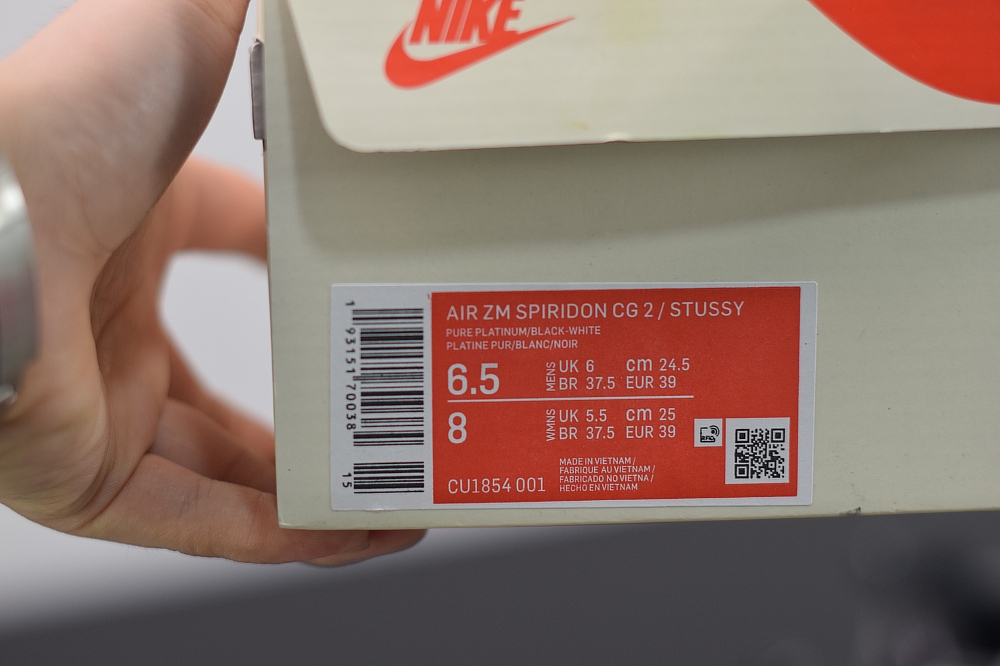 NIKE
AIR ZM SPIRIDON CG 2 / STUSSY
PURE PLATINUM/BLACK-WHITE
PLATINE PUR/BLANC/NOIR
6.5 MENS UK 6 cm 24.5
BR 37.5 EUR 39
8 WMNS UK 5.5 cm 25
BR 37.5 EUR 39
MADE IN VIETNAM /
FABRIQUE AU VIETNAM /
FABRICADO NO VIETNA /
HECHO EN VIETNAM
CU1854 001
1 93151 70038
15